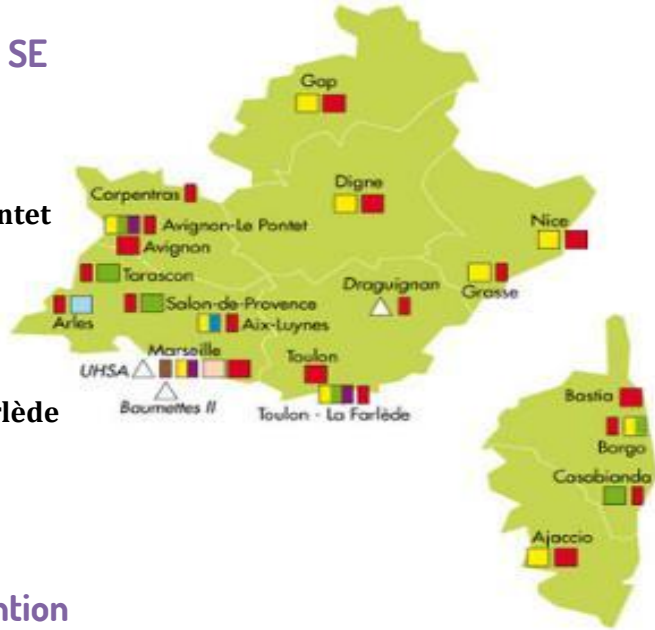 SE
Gap
Digne
Carpentras
ntet
Avignon-Le Pontet
Nice
Avignon
Tarascon
Draguignan
Grasse
Salon-de-Provence
Arles
Aix-Luynes
Marseille
Toulon
UHSA
Baumettes II
rlède
Toulon - La Farlède
Bastia
Borgo
Casabianda
Ajaccio
ntion